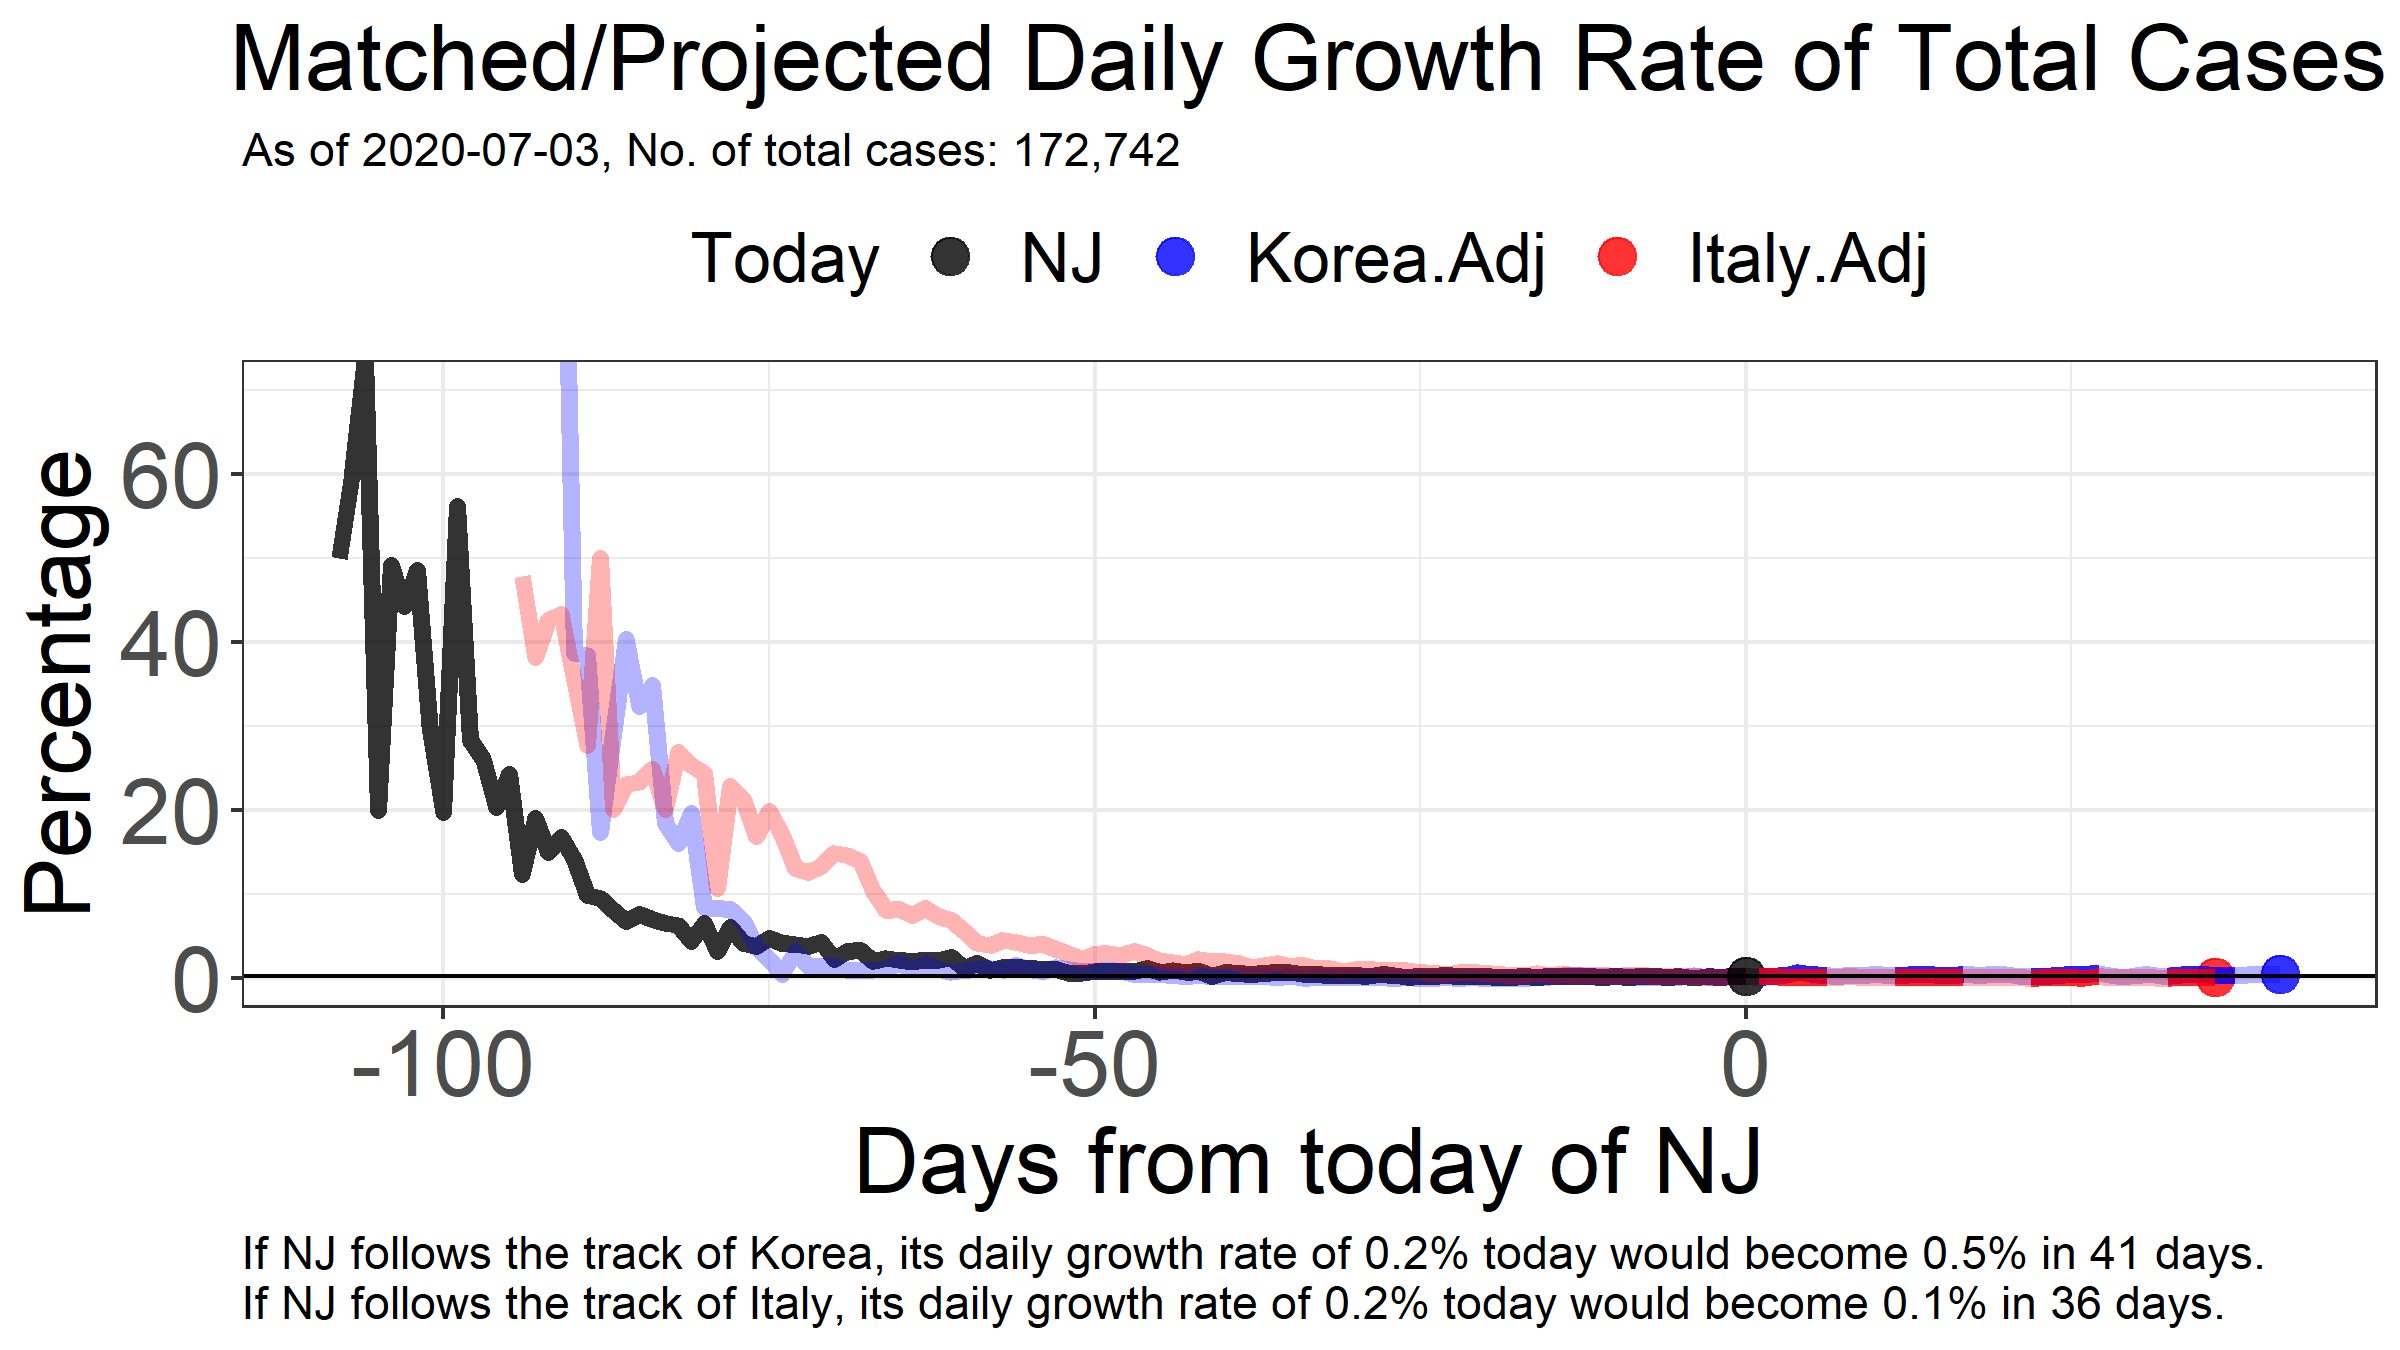 Matched/Projected Daily Growth Rate of Total Cases
As of 2020-07-03, No. of total cases: 172,742
Today NJ Korea.Adj Italy.Adj
Percentage
60
40
20
0
-100 -50 0
Days from today of NJ
If NJ follows the track of Korea, its daily growth rate of 0.2% today would become 0.5% in 41 days.
If NJ follows the track of Italy, its daily growth rate of 0.2% today would become 0.1% in 36 days.